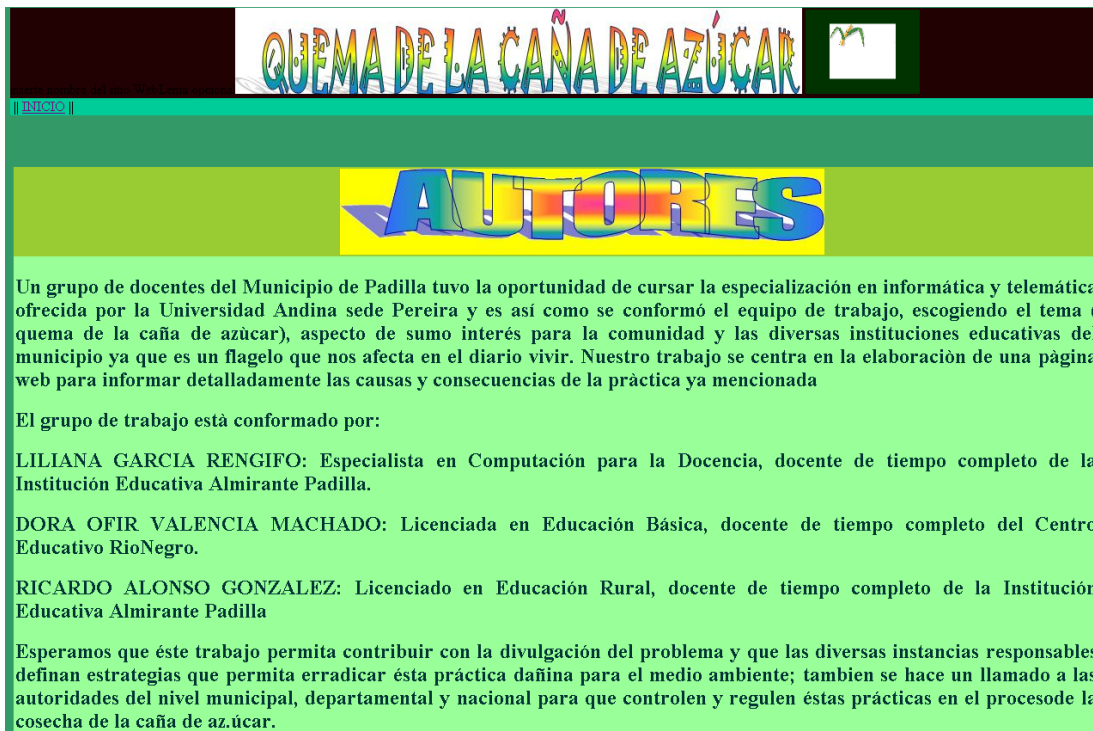 QUEMA DE LA CAÑA DE AZÚCAR
|| INICIO ||
AUTORES
Un grupo de docentes del Municipio de Padilla tuvo la oportunidad de cursar la especialización en informática y telemática
ofrecida por la Universidad Andina sede Pereira y es así como se conformó el equipo de trabajo, escogiendo el tema
quema de la caña de azùcar), aspecto de sumo interés para la comunidad y las diversas instituciones educativas del
municipio ya que es un flagelo que nos afecta en el diario vivir. Nuestro trabajo se centra en la elaboraciòn de una pàgina
web para informar detalladamente las causas y consecuencias de la pràctica ya mencionada
El grupo de trabajo està conformado por:
LILIANA GARCIA RENGIFO: Especialista en Computación para la Docencia, docente de tiempo completo de la
Institución Educativa Almirante Padilla.
DORA OFIR VALENCIA MACHADO: Licenciada en Educación Básica, docente de tiempo completo del Centro
Educativo RioNegro.
RICARDO ALONSO GONZALEZ: Licenciado en Educación Rural, docente de tiempo completo de la Institución
Educativa Almirante Padilla
Esperamos que éste trabajo permita contribuir con la divulgación del problema y que las diversas instancias responsables
definan estrategias que permita erradicar ésta práctica dañina para el medio ambiente; tambien se hace un llamado a las
autoridades del nivel municipal, departamental y nacional para que controlen y regulen éstas prácticas en el procesode la
cosecha de la caña de az.úcar.